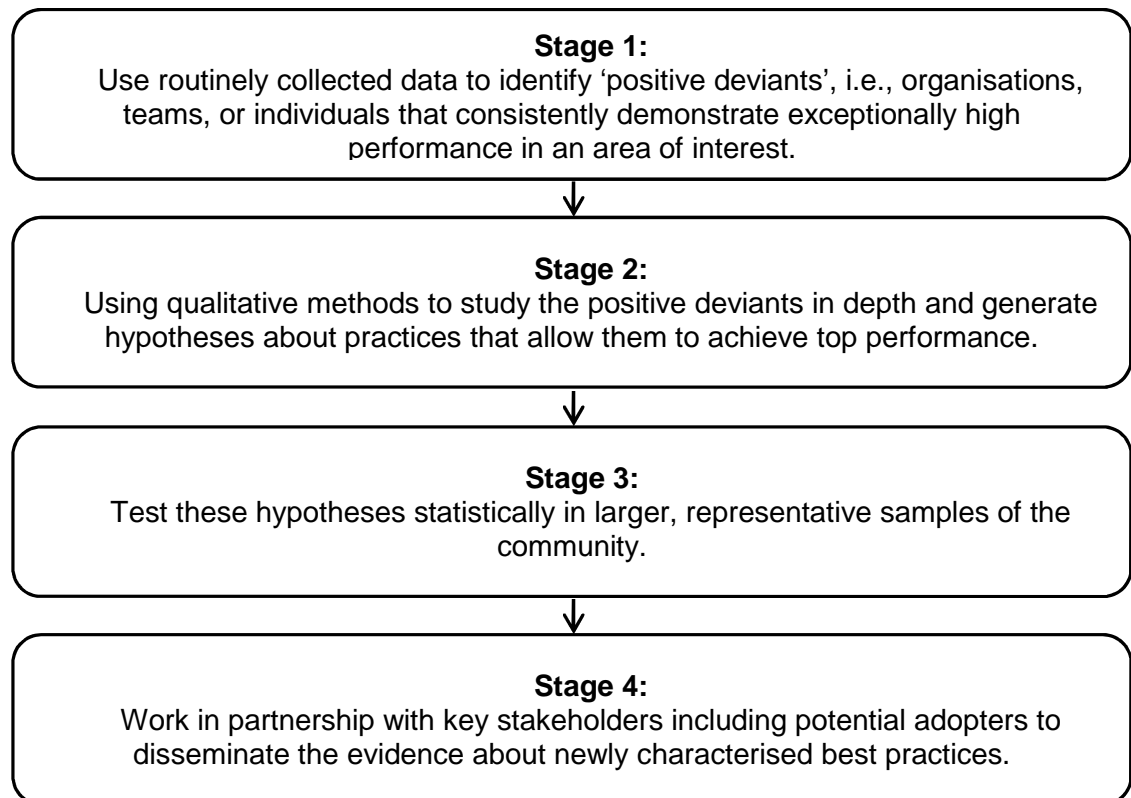 Stage 1:
Use routinely collected data to identify ‘positive deviants’, i.e., organisations,
teams, or individuals that consistently demonstrate exceptionally high
performance in an area of interest.
Stage 2:
Using qualitative methods to study the positive deviants in depth and generate
hypotheses about practices that allow them to achieve top performance.
Stage 3:
Test these hypotheses statistically in larger, representative samples of the
community.
Stage 4:
Work in partnership with key stakeholders including potential adopters to
disseminate the evidence about newly characterised best practices.